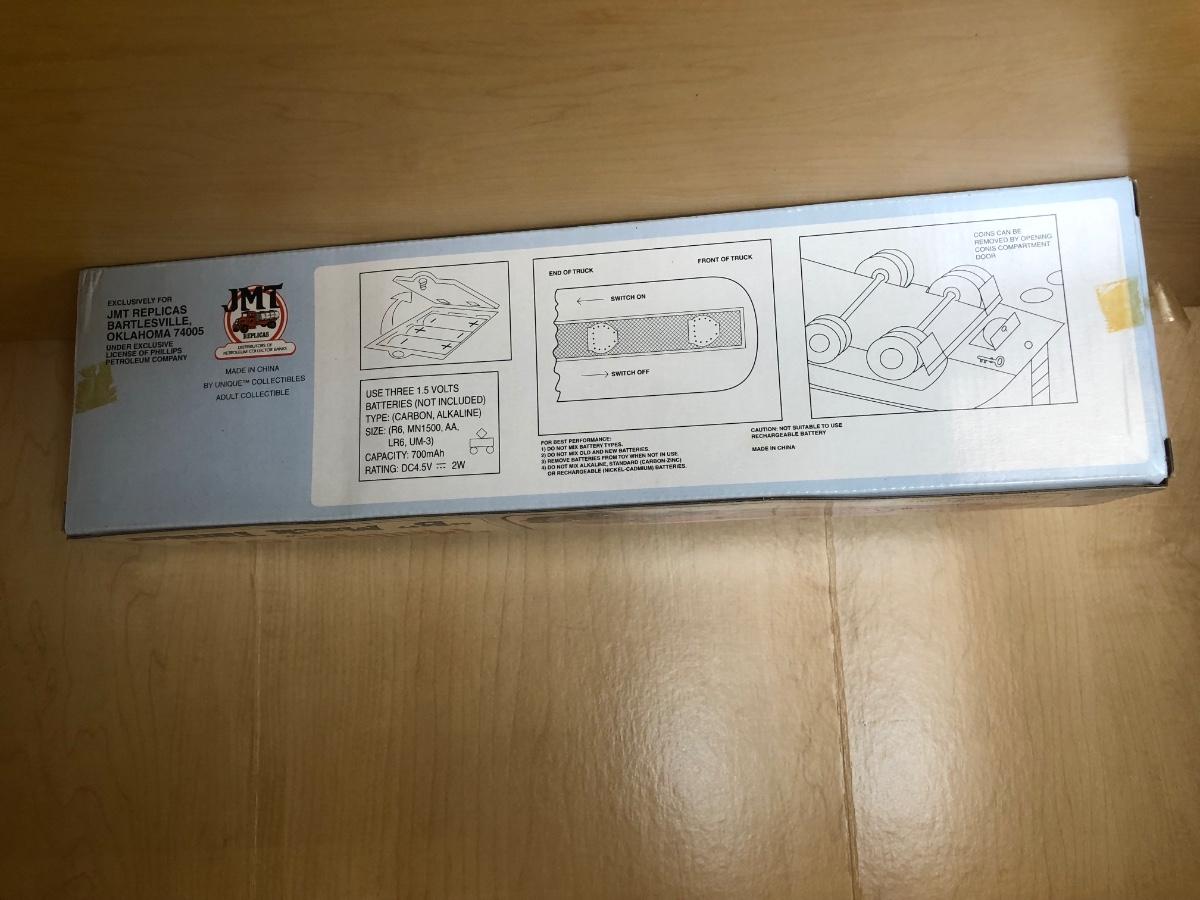 EXCLUSIVELY FOR
JMT REPLICAS
BARTLESVILLE,
OKLAHOMA 74005
UNDER EXCLUSIVE
LICENSE OF PHILLIPS
PETROLEUM COMPANY
JMT
REPLICAS
DISTRIBUTORS OF
PETROLEUM COLLECTOR BANKS
MADE IN CHINA
BY UNIQUE™ COLLECTIBLES
ADULT COLLECTIBLE
USE THREE 1.5 VOLTS
BATTERIES (NOT INCLUDED)
TYPE: (CARBON, ALKALINE)
SIZE: (R6, MN1500, AA,
LR6, UM-3)
CAPACITY: 700mAh
RATING: DC4.5V ⎓ 2W
END OF TRUCK
FRONT OF TRUCK
SWITCH ON
SWITCH OFF
FOR BEST PERFORMANCE:
1) DO NOT MIX BATTERY TYPES.
2) DO NOT MIX OLD AND NEW BATTERIES.
3) REMOVE BATTERIES FROM TOY WHEN NOT IN USE.
4) DO NOT MIX ALKALINE, STANDARD (CARBON-ZINC)
OR RECHARGEABLE (NICKEL-CADMIUM) BATTERIES.
COINS CAN BE
REMOVED BY OPENING
CONIS COMPARTMENT
DOOR
CAUTION: NOT SUITABLE TO USE
RECHARGEABLE BATTERY
MADE IN CHINA